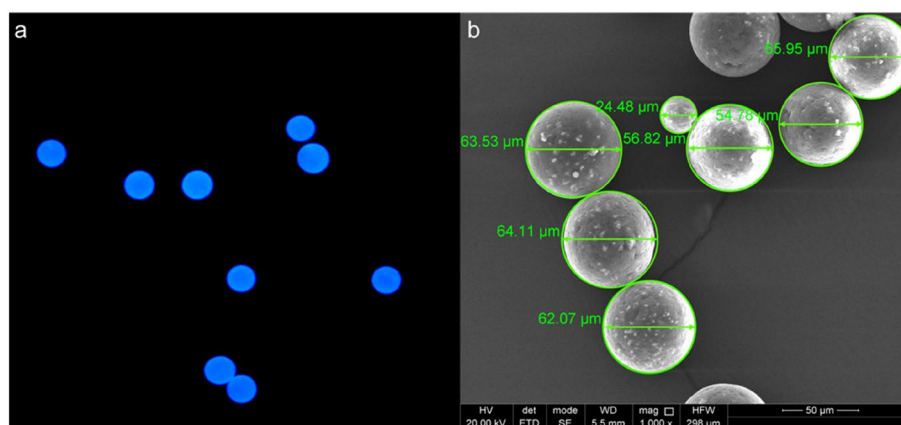 a
b
65.95 µm
24.48 µm
54.78 µm
63.53 µm
56.82 µm
64.11 µm
62.07 µm
HV det mode WD mag HFW
20.00 kV ETD SE 5.5 mm 1 000 x 298 µm
50 µm